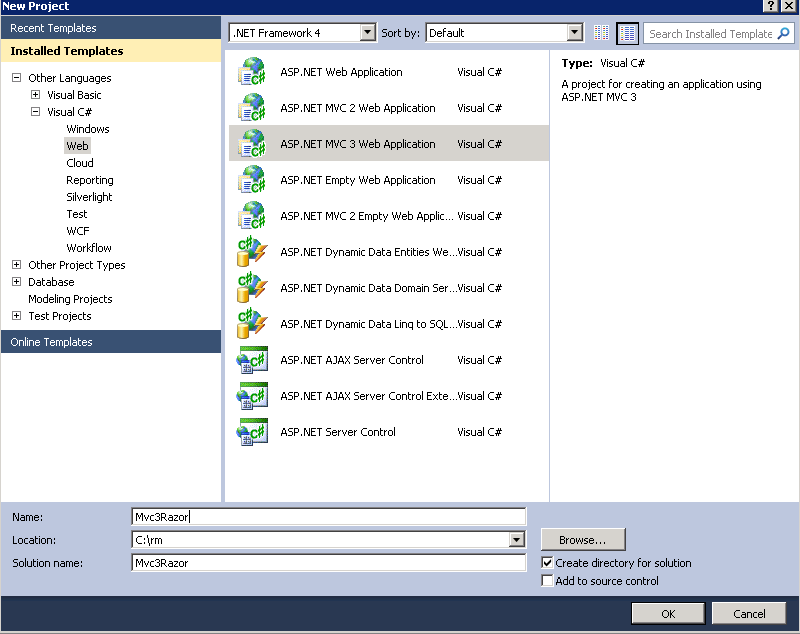 New Project
? X
Recent Templates
Installed Templates
Other Languages
Visual Basic
Visual C#
Windows
Web
Cloud
Reporting
Silverlight
Test
WCF
Workflow
Other Project Types
Database
Modeling Projects
Test Projects
Online Templates
.NET Framework 4 Sort by: Default Search Installed Template
ASP.NET Web Application Visual C#
ASP.NET MVC 2 Web Application Visual C#
ASP.NET MVC 3 Web Application Visual C#
ASP.NET Empty Web Application Visual C#
ASP.NET MVC 2 Empty Web Applic... Visual C#
ASP.NET Dynamic Data Entities We... Visual C#
ASP.NET Dynamic Data Domain Ser... Visual C#
ASP.NET Dynamic Data Linq to SQL... Visual C#
ASP.NET AJAX Server Control Visual C#
ASP.NET AJAX Server Control Exte... Visual C#
ASP.NET Server Control Visual C#
Type: Visual C#
A project for creating an application using
ASP.NET MVC 3
Name: Mvc3Razor
Location: C:\rm Browse...
Solution name: Mvc3Razor Create directory for solution
Add to source control
OK Cancel